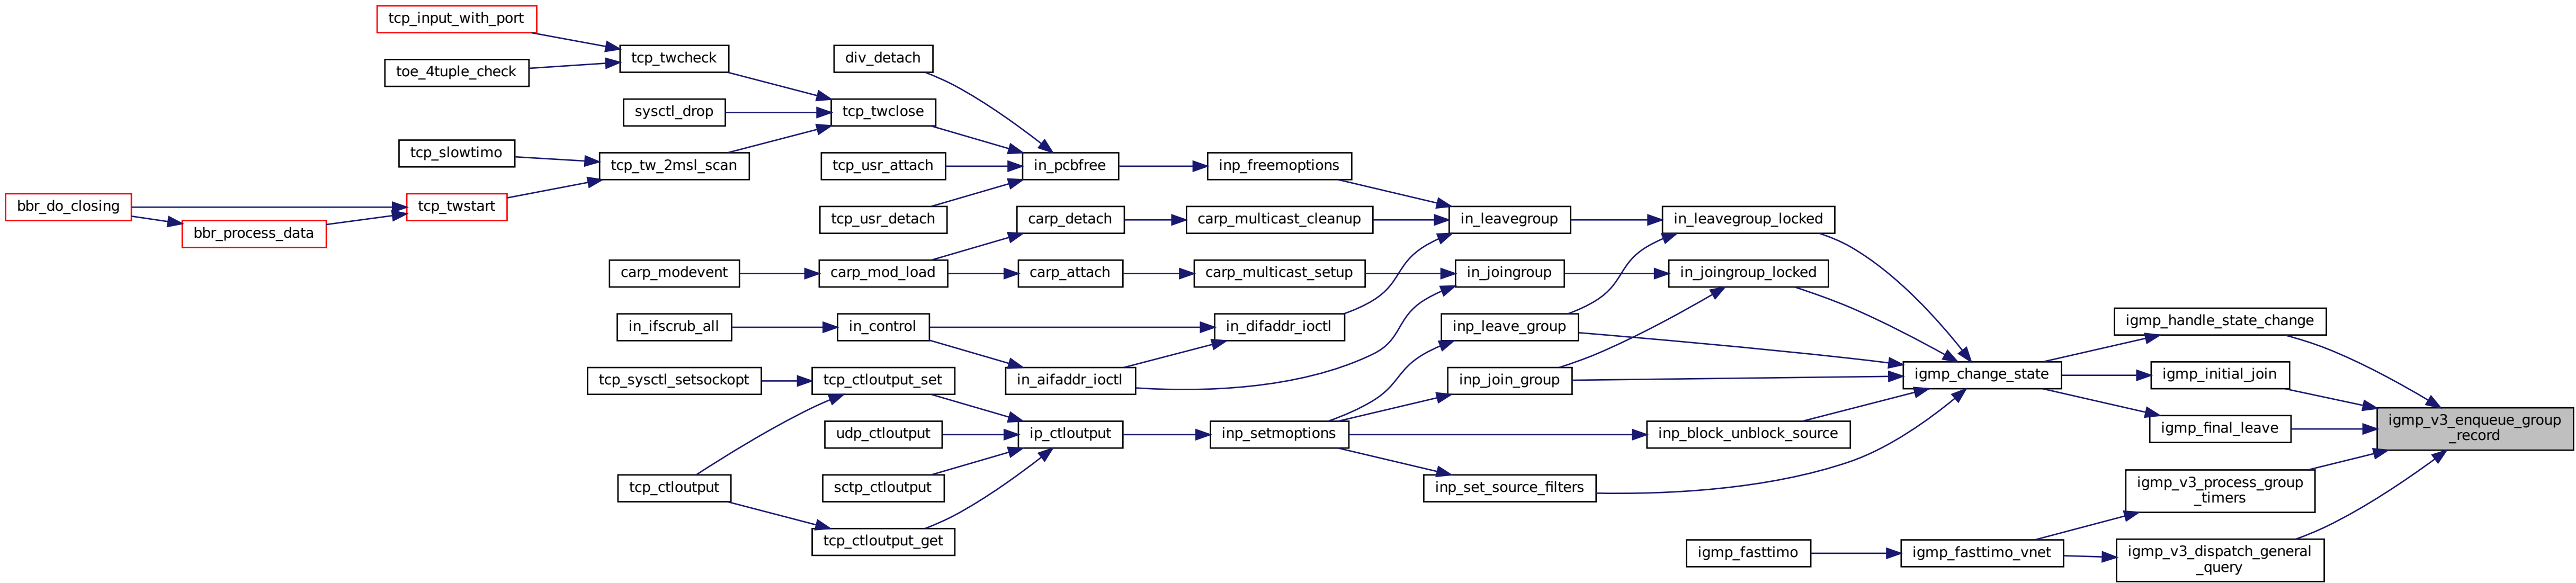 tcp_input_with_port
toe_4tuple_check
tcp_twcheck
div_detach
sysctl_drop
tcp_twclose
tcp_slowtimo
tcp_tw_2msl_scan
tcp_usr_attach
in_pcbfree
inp_freemoptions
bbr_do_closing
bbr_process_data
tcp_twstart
tcp_usr_detach
carp_detach
carp_multicast_cleanup
in_leavegroup
in_leavegroup_locked
carp_modevent
carp_mod_load
carp_attach
carp_multicast_setup
in_joingroup
in_joingroup_locked
in_ifscrub_all
in_control
in_difaddr_ioctl
inp_leave_group
igmp_handle_state_change
tcp_sysctl_setsockopt
tcp_ctloutput_set
in_aifaddr_ioctl
inp_join_group
igmp_change_state
igmp_initial_join
udp_ctloutput
ip_ctloutput
inp_setmoptions
inp_block_unblock_source
igmp_final_leave
igmp_v3_enqueue_group
_record
tcp_ctloutput
sctp_ctloutput
inp_set_source_filters
igmp_v3_process_group
_timers
tcp_ctloutput_get
igmp_fasttimo
igmp_fasttimo_vnet
igmp_v3_dispatch_general
_query